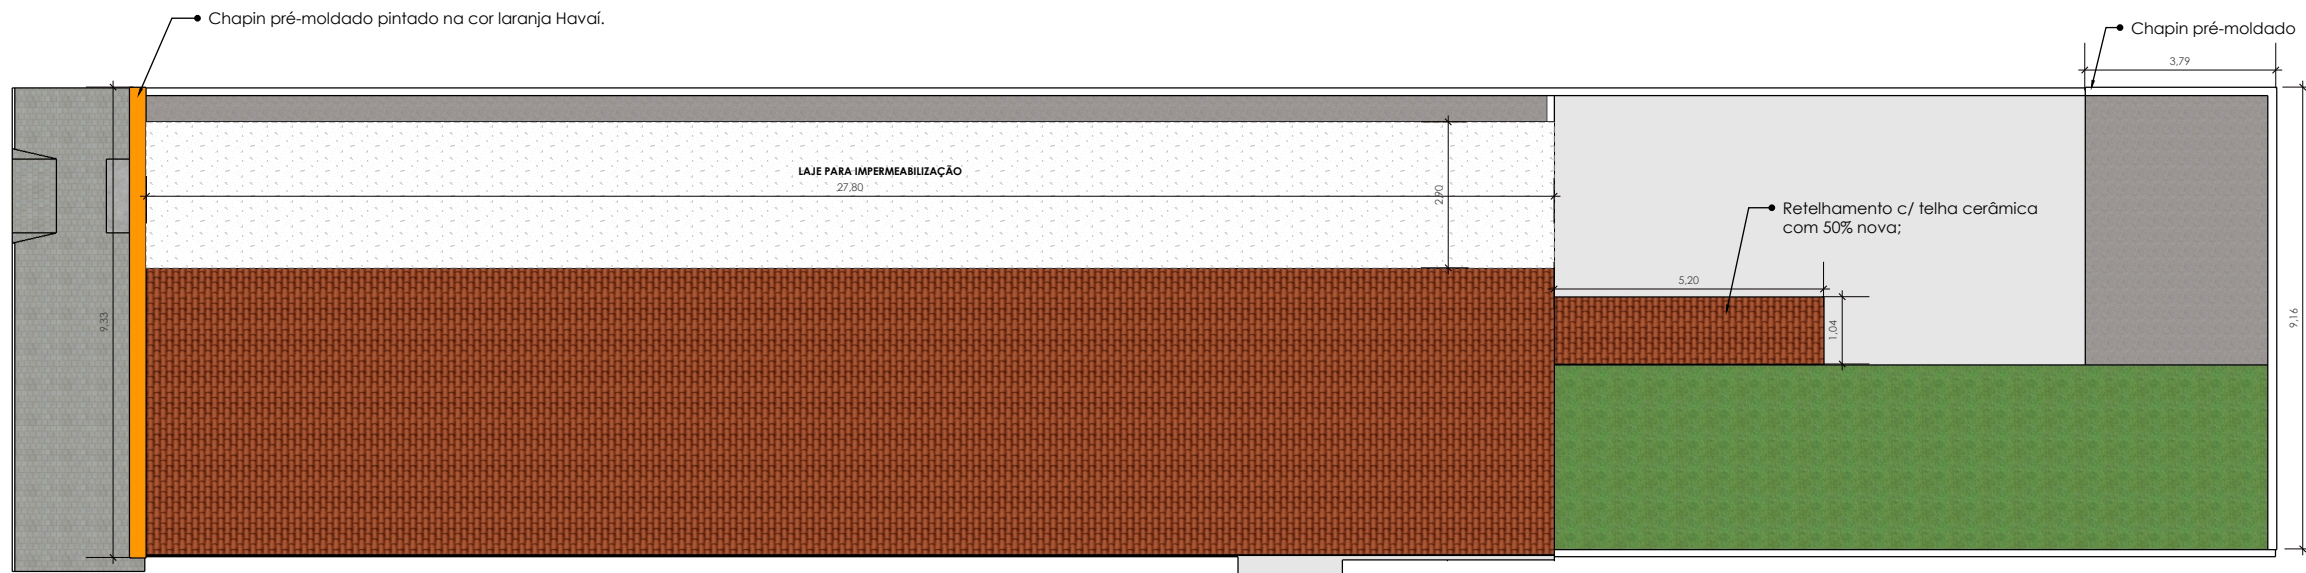 Chapin pré-moldado pintado na cor laranja Havaí.
Chapin pré-moldado
3,79
LAJE PARA IMPERMEABILIZAÇÃO
27,80
2,90
Retelhamento c/ telha cerâmica
com 50% nova;
5,20
1,04
9,33
9,16